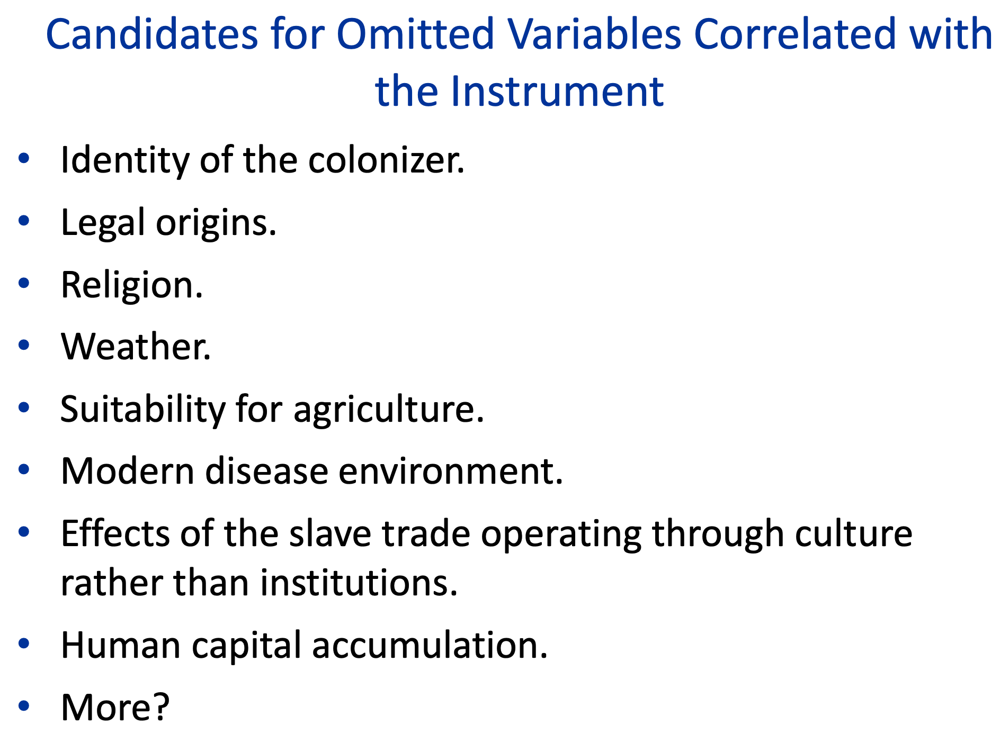 Candidates for Omitted Variables Correlated with
the Instrument
• Identity of the colonizer.
• Legal origins.
• Religion.
• Weather.
• Suitability for agriculture.
• Modern disease environment.
• Effects of the slave trade operating through culture
rather than institutions.
• Human capital accumulation.
• More?